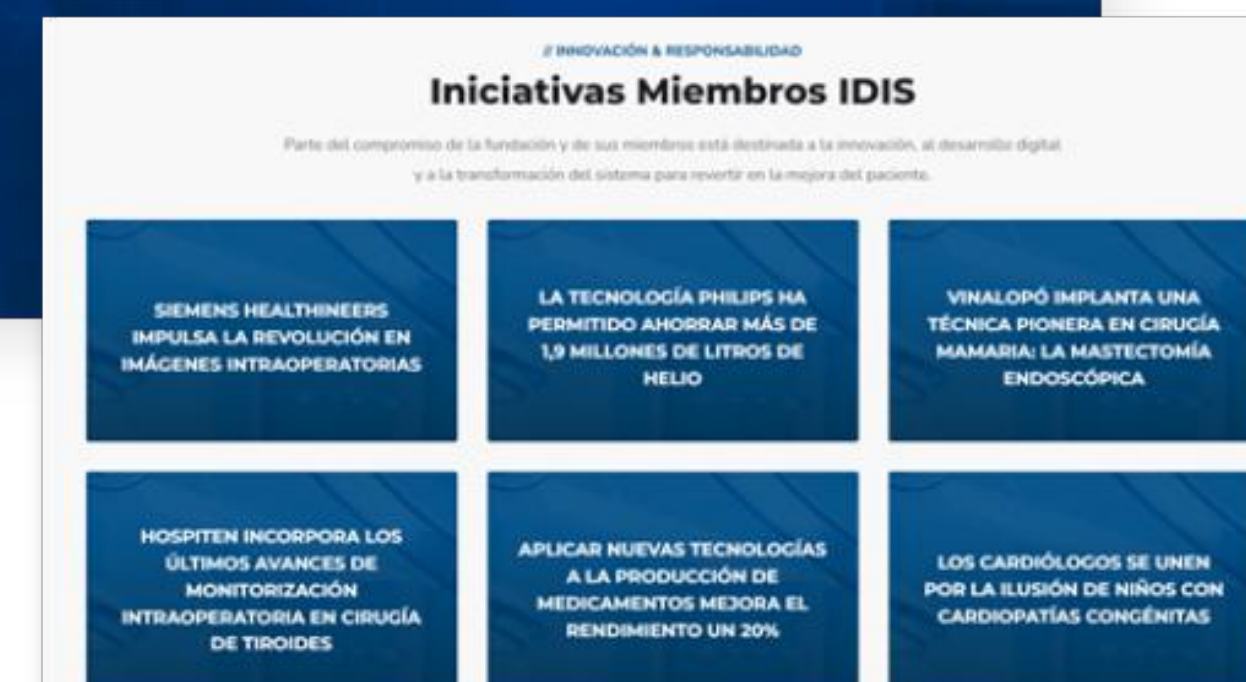 // INNOVACIÓN & RESPONSABILIDAD
Iniciativas Miembros IDIS
Parte del compromiso de la fundación y de sus miembros está destinada a la innovación, al desarrollo digital
y a la transformación del sistema para revertir en la mejora del paciente.
SIEMENS HEALTHINEERS
IMPULSA LA REVOLUCIÓN EN
IMÁGENES INTRAOPERATORIAS
LA TECNOLOGÍA PHILIPS HA
PERMITIDO AHORRAR MÁS DE
1,9 MILLONES DE LITROS DE
HELIO
VINALOPÓ IMPLANTA UNA
TÉCNICA PIONERA EN CIRUGÍA
MAMARIA: LA MASTECTOMÍA
ENDOSCÓPICA
HOSPITEN INCORPORA LOS
ÚLTIMOS AVANCES DE
MONITORIZACIÓN
INTRAOPERATORIA EN CIRUGÍA
DE TIROIDES
APLICAR NUEVAS TECNOLOGÍAS
A LA PRODUCCIÓN DE
MEDICAMENTOS MEJORA EL
RENDIMIENTO UN 20%
LOS CARDIÓLOGOS SE UNEN
POR LA ILUSIÓN DE NIÑOS CON
CARDIOPATÍAS CONGÉNITAS